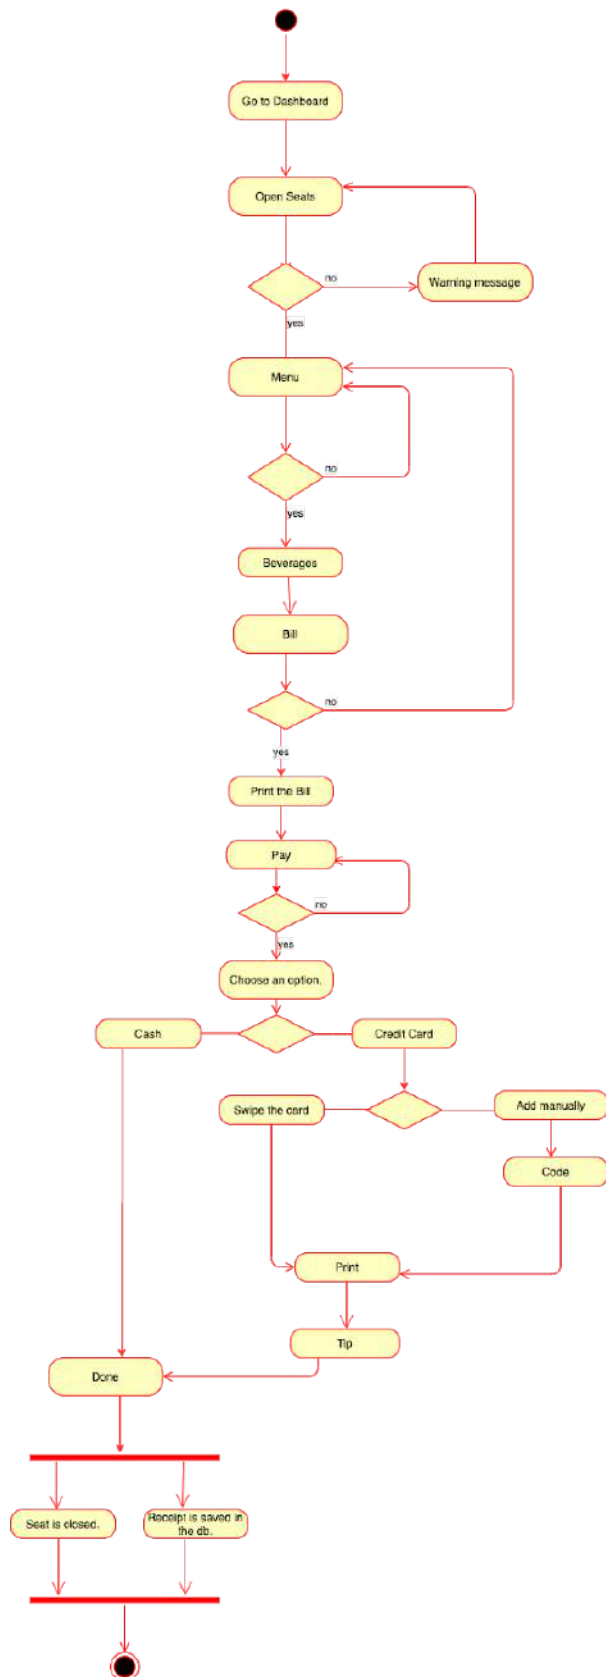 Go to Dashboard
Open Seats
no
Warning message
yes
Menu
no
yes
Beverages
Bill
no
yes
Print the Bill
Pay
no
yes
Choose an option.
Cash
Credit Card
Swipe the card
Add manually
Code
Print
Tip
Done
Seat is closed.
Receipt is saved in
the db.